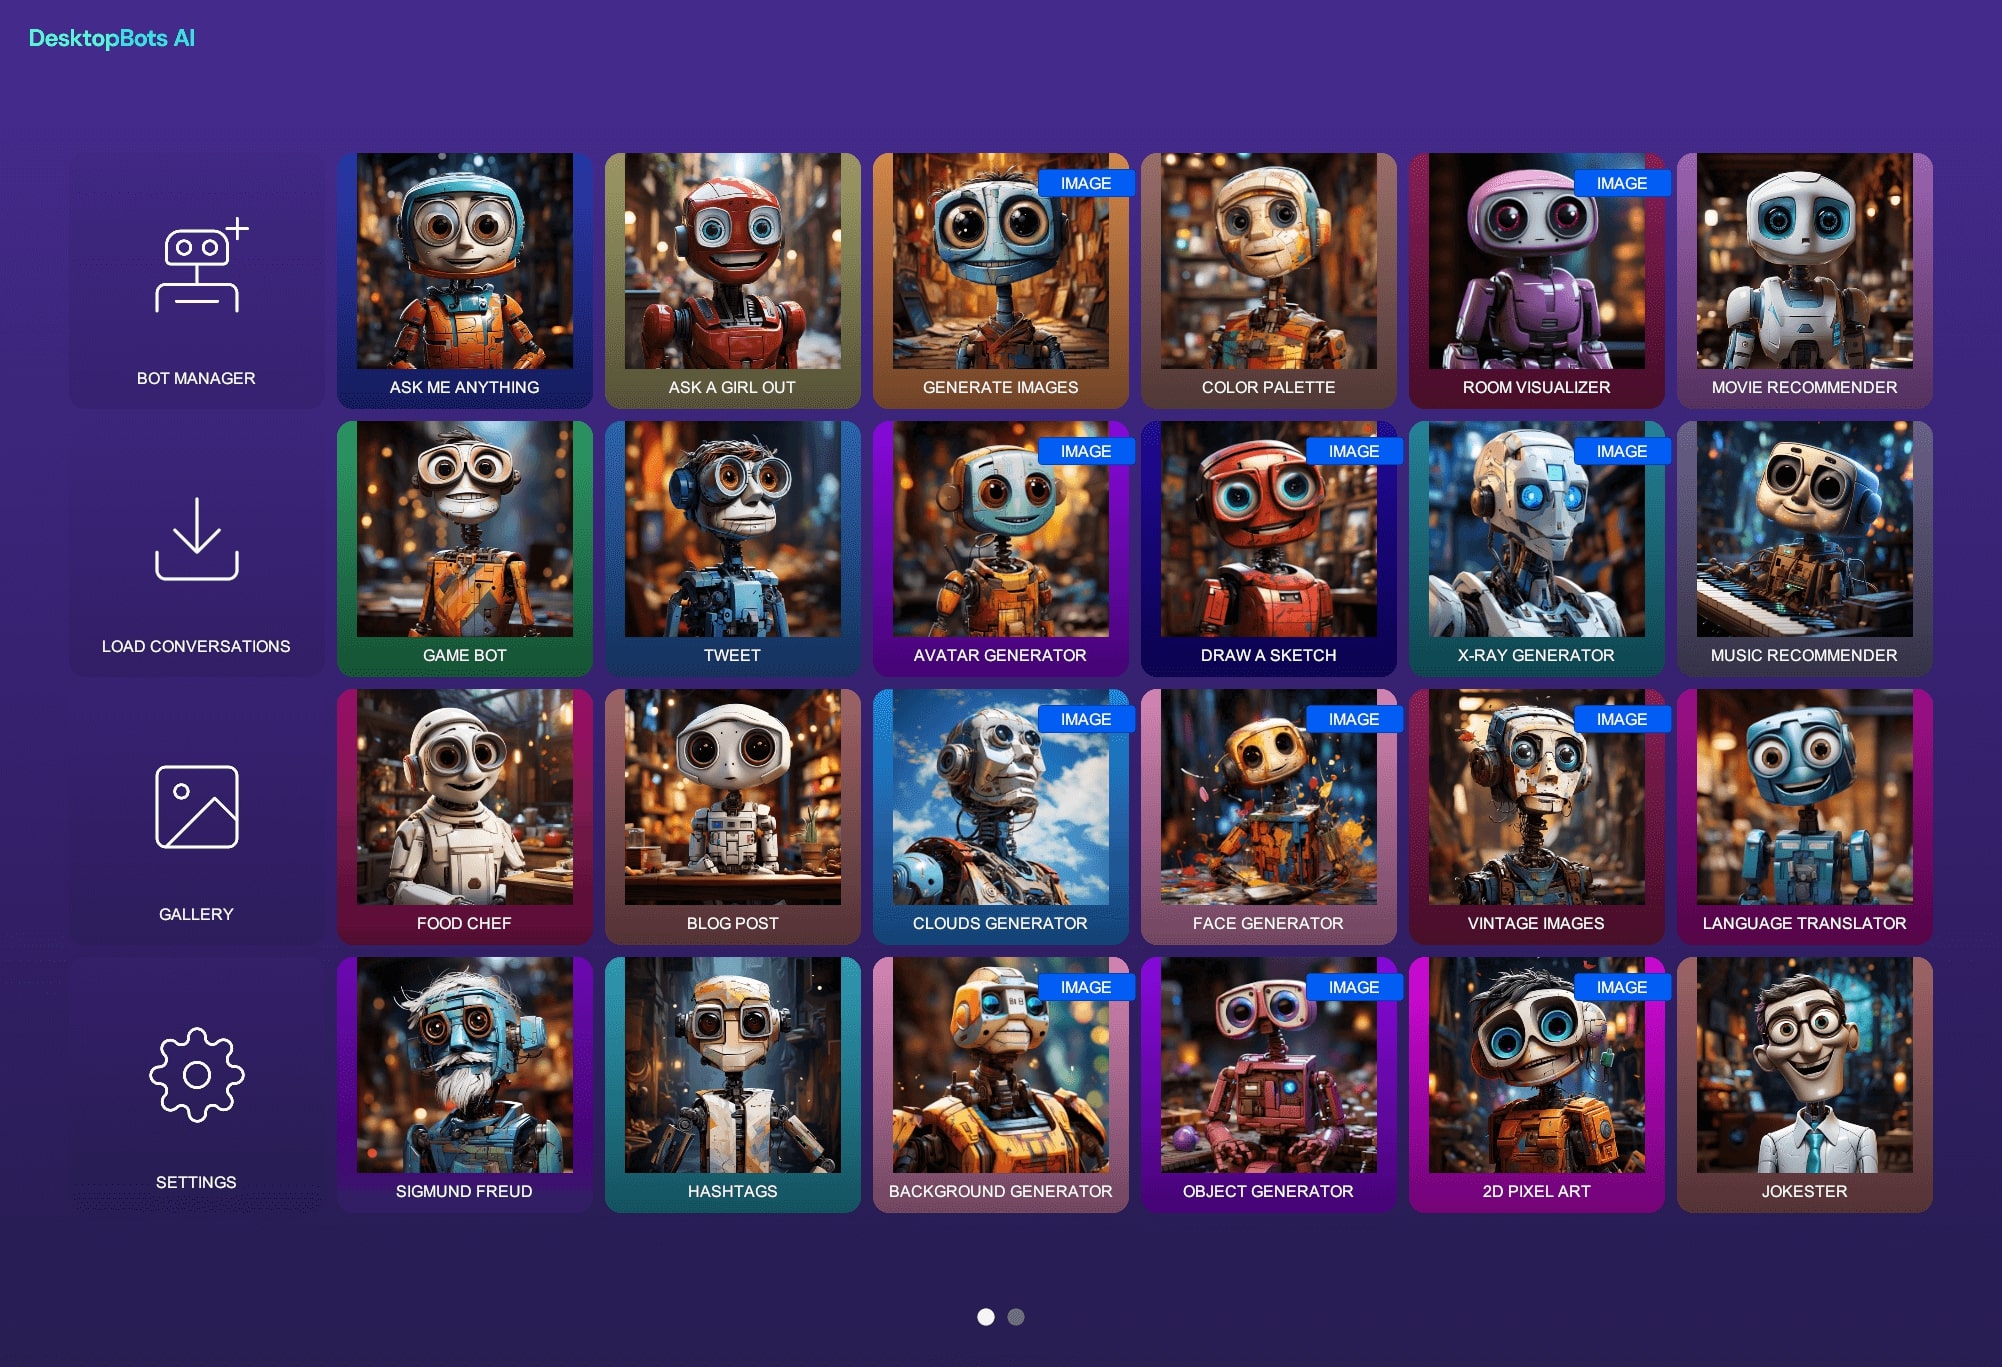 DesktopBots AI
BOT MANAGER
ASK ME ANYTHING
ASK A GIRL OUT
IMAGE
GENERATE IMAGES
COLOR PALETTE
IMAGE
ROOM VISUALIZER
MOVIE RECOMMENDER
LOAD CONVERSATIONS
GAME BOT
TWEET
IMAGE
AVATAR GENERATOR
IMAGE
DRAW A SKETCH
IMAGE
X-RAY GENERATOR
MUSIC RECOMMENDER
GALLERY
FOOD CHEF
BLOG POST
IMAGE
CLOUDS GENERATOR
IMAGE
FACE GENERATOR
IMAGE
VINTAGE IMAGES
LANGUAGE TRANSLATOR
SETTINGS
SIGMUND FREUD
HASHTAGS
IMAGE
BACKGROUND GENERATOR
IMAGE
OBJECT GENERATOR
IMAGE
2D PIXEL ART
JOKESTER